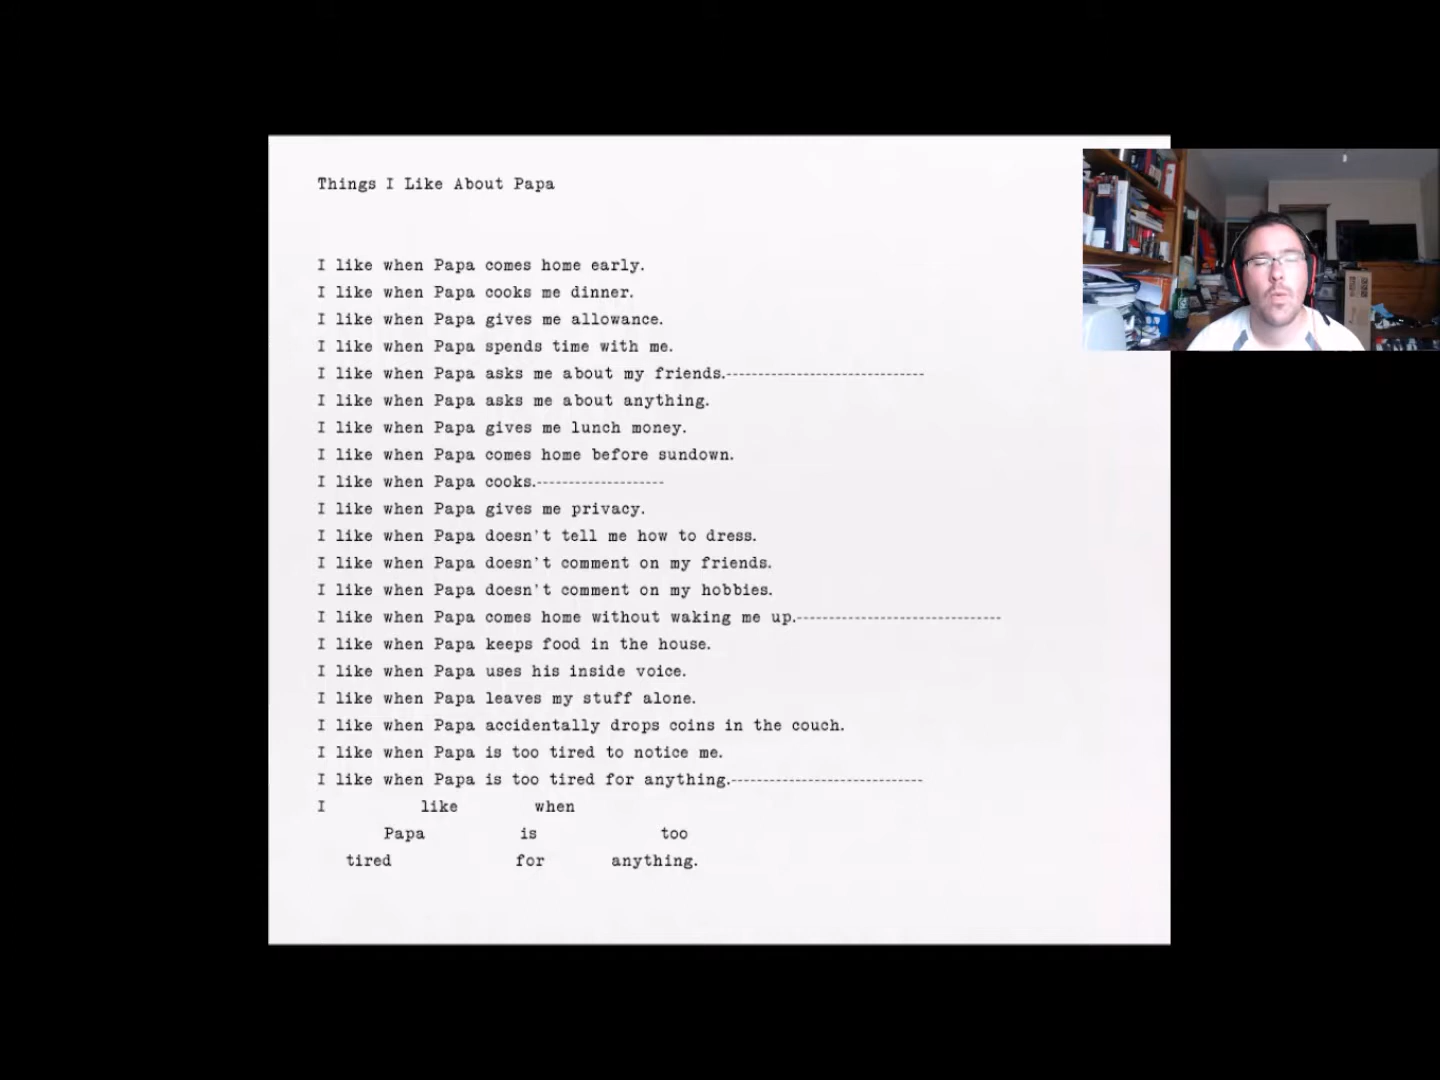 Things I Like About Papa
I like when Papa comes home early.
I like when Papa cooks me dinner.
I like when Papa gives me allowance.
I like when Papa spends time with me.
I like when Papa asks me about my friends.----------------------------
I like when Papa asks me about anything.
I like when Papa gives me lunch money.
I like when Papa comes home before sundown.
I like when Papa cooks.------------------
I like when Papa gives me privacy.
I like when Papa doesn't tell me how to dress.
I like when Papa doesn't comment on my friends.
I like when Papa doesn't comment on my hobbies.
I like when Papa comes home without waking me up.-----------------------------
I like when Papa keeps food in the house.
I like when Papa uses his inside voice.
I like when Papa leaves my stuff alone.
I like when Papa accidentally drops coins in the couch.
I like when Papa is too tired to notice me.
I like when Papa is too tired for anything.---------------------------
I like when
Papa is too
tired for anything.